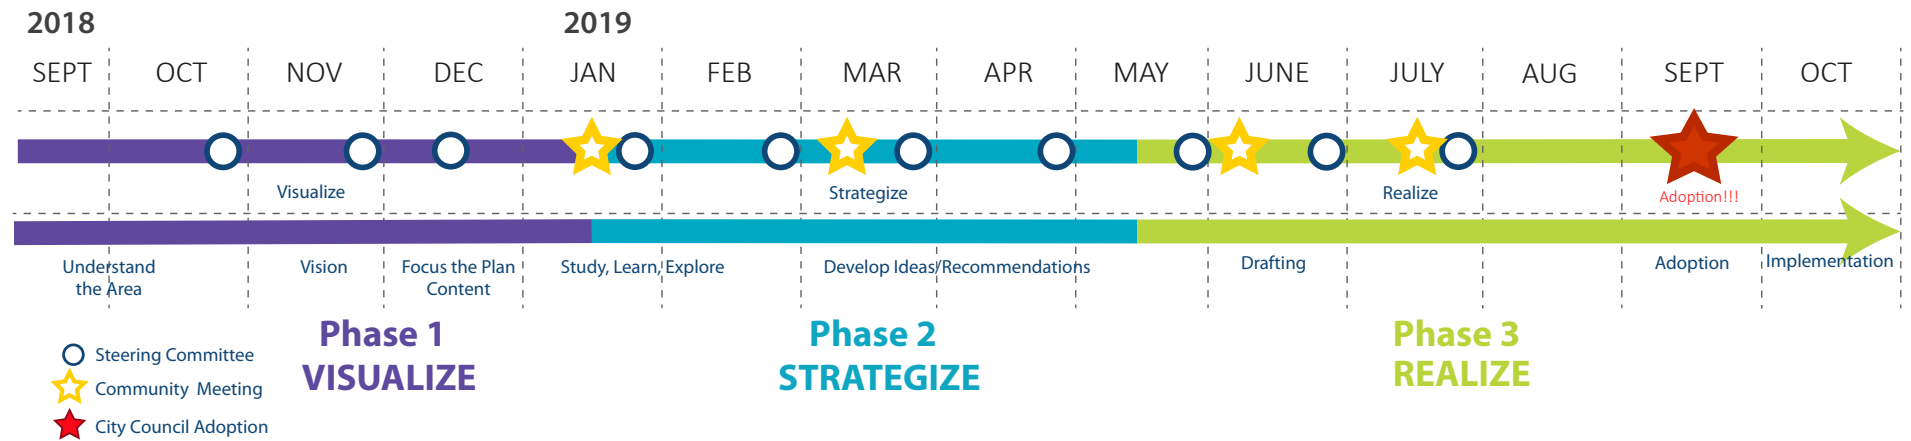 2018 2019
SEPT OCT NOV DEC JAN FEB MAR APR MAY JUNE JULY AUG SEPT OCT
Visualize Strategize Realize Adoption!!!
Understand Vision Focus the Plan Study, Learn, Explore Develop Ideas/Recommendations Drafting Adoption Implementation
the Area Content
Phase 1 Phase 2 Phase 3
VISUALIZE STRATEGIZE REALIZE
Steering Committee
Community Meeting
City Council Adoption